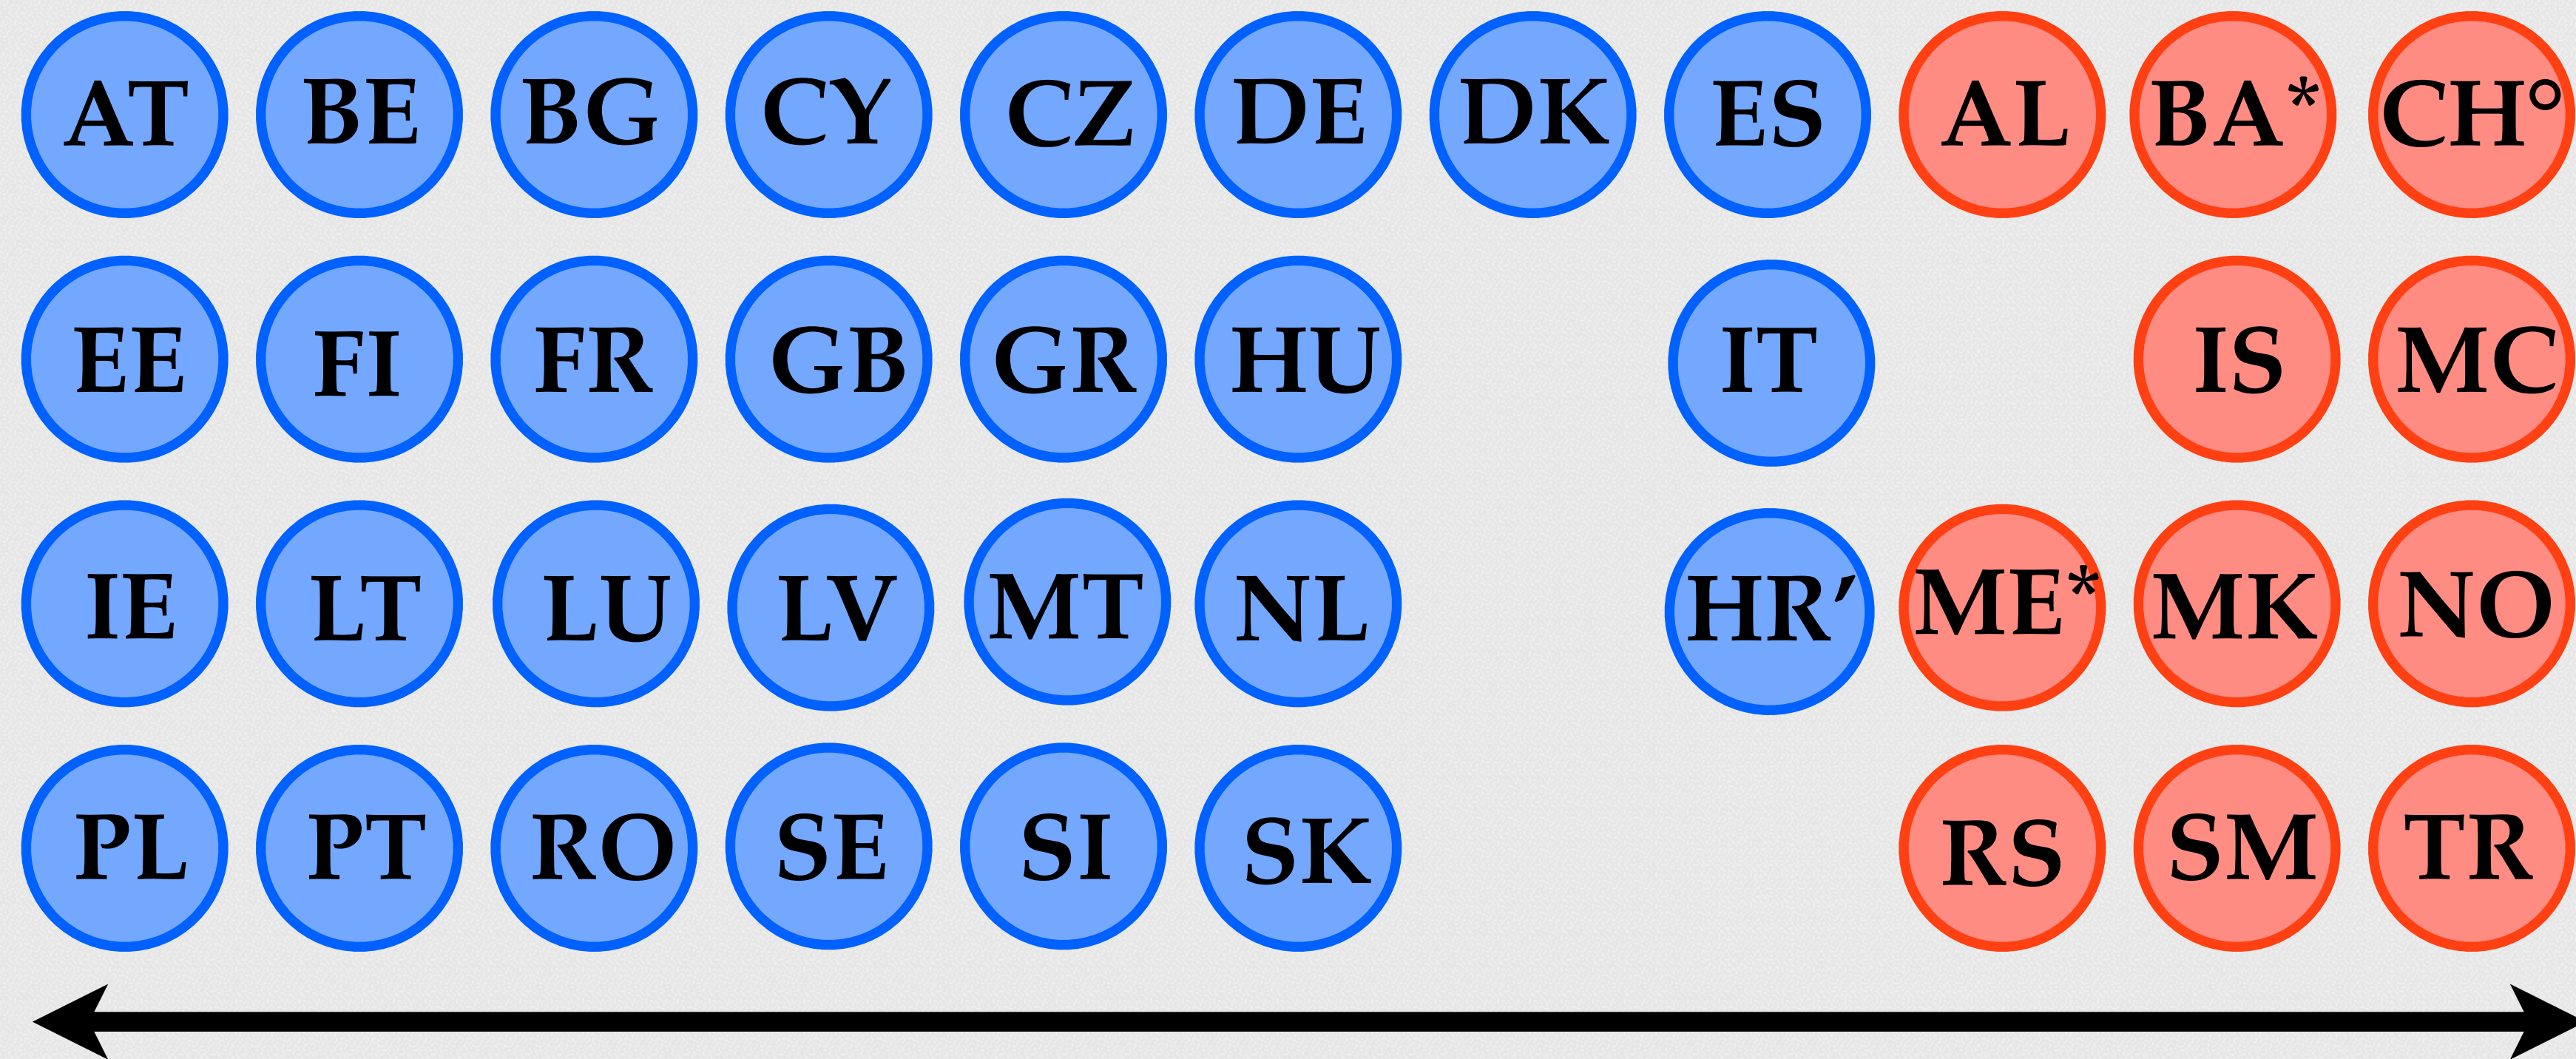 AT BE BG CY CZ DE DK ES AL BA* CH°
EE FI FR GB GR HU IT IS MC
IE LT LU LV MT NL HR’ ME* MK NO
PL PT RO SE SI SK RS SM TR